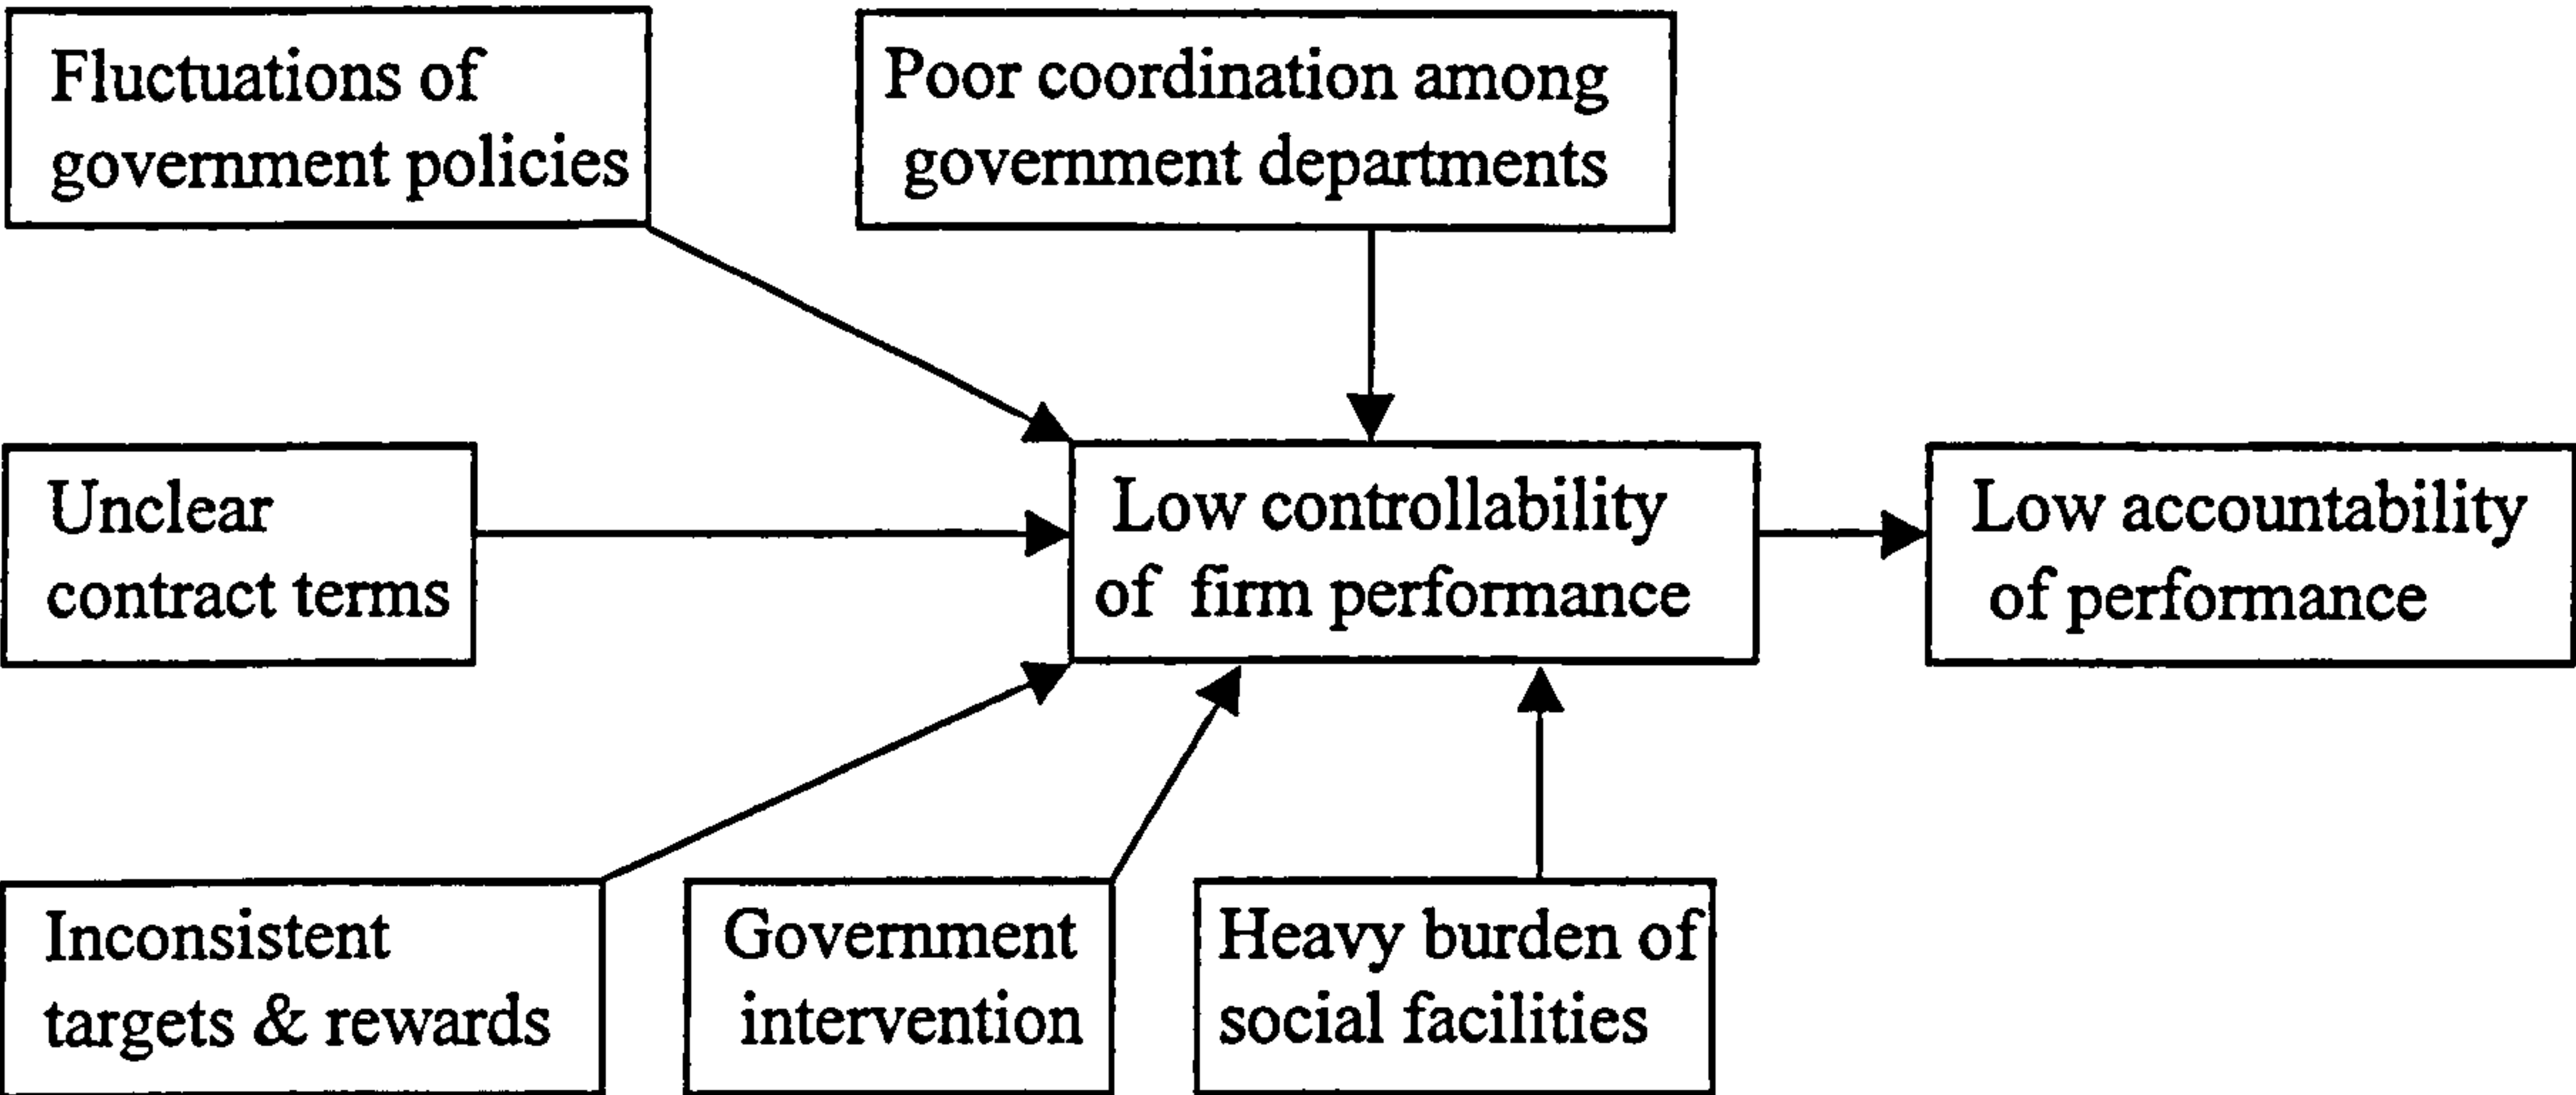 Fluctuations of
government policies
Poor coordination among
government departments
Unclear
contract terms
Low controllability
of firm performance
Low accountability
of performance
Inconsistent
targets & rewards
Government
intervention
Heavy burden of
social facilities